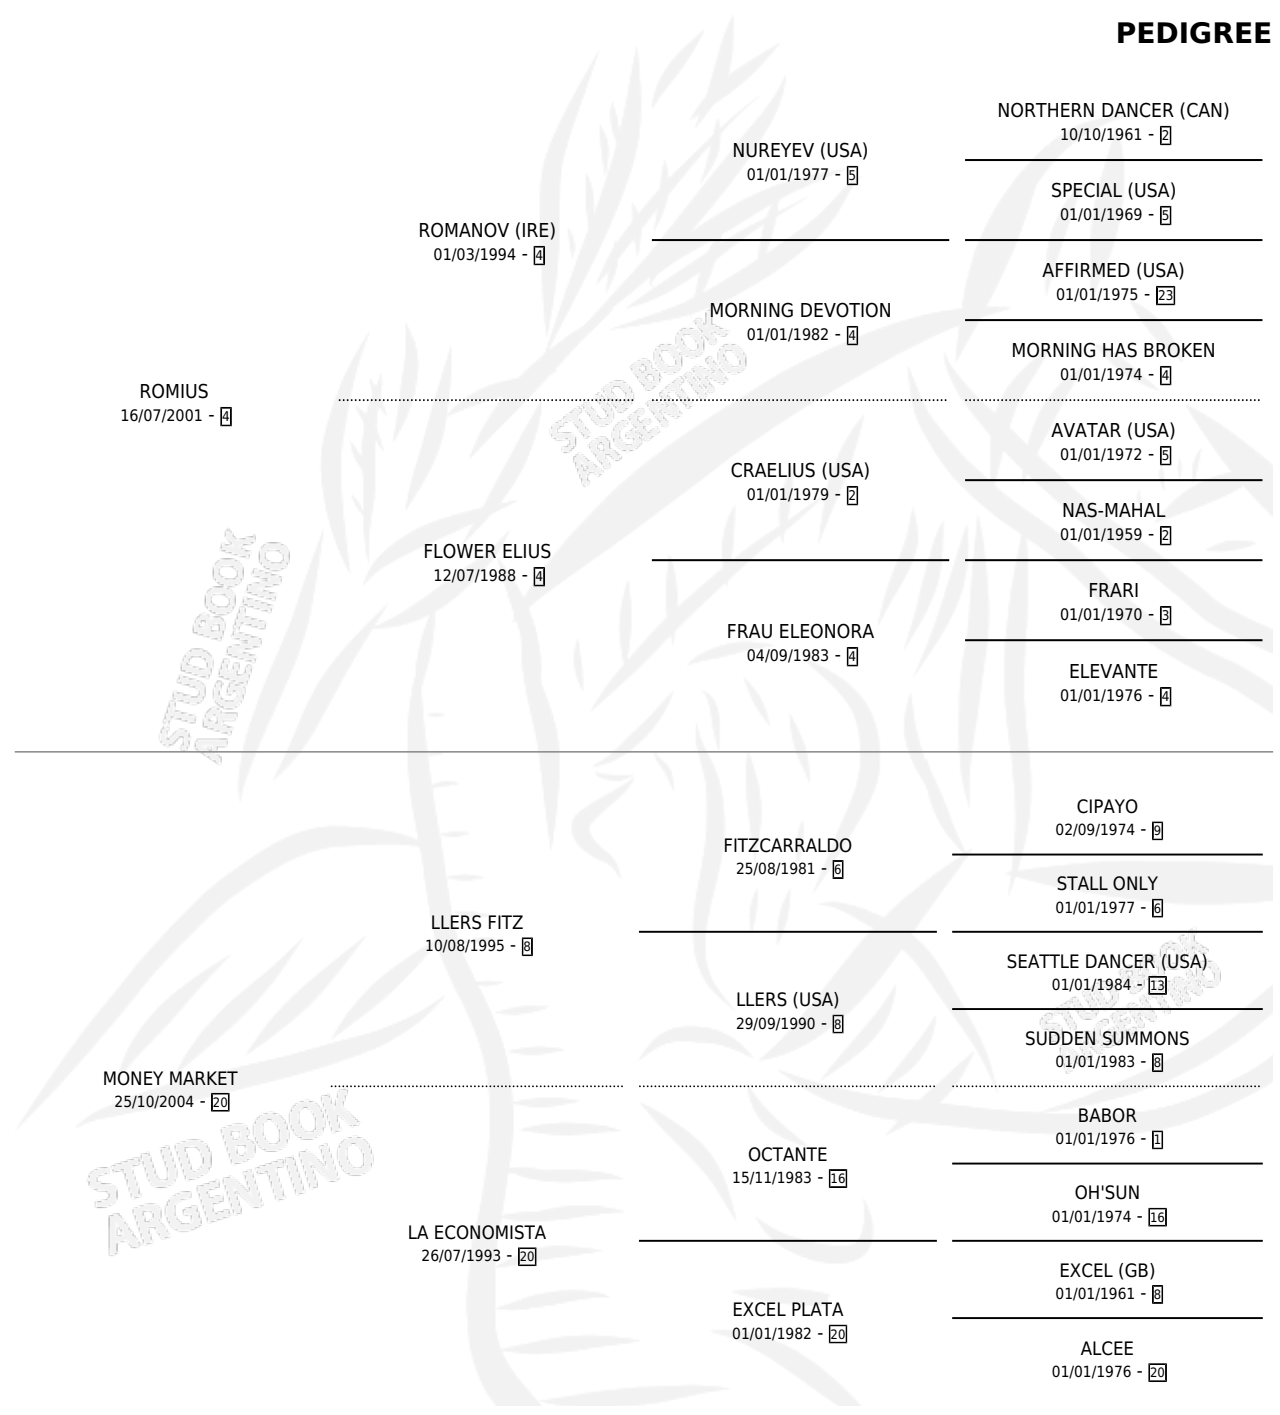 PEDIGREE
NORTHERN DANCER (CAN)
10/10/1961 - 2
NUREYEV (USA)
01/01/1977 - 5
SPECIAL (USA)
01/01/1969 - 5
ROMANOV (IRE)
01/03/1994 - 4
AFFIRMED (USA)
01/01/1975 - 23
MORNING DEVOTION
01/01/1982 - 4
MORNING HAS BROKEN
01/01/1974 - 4
ROMIUS
16/07/2001 - 4
AVATAR (USA)
01/01/1972 - 5
CRAELIUS (USA)
01/01/1979 - 2
NAS-MAHAL
01/01/1959 - 2
FLOWER ELIUS
12/07/1988 - 4
FRARI
01/01/1970 - 3
FRAU ELEONORA
04/09/1983 - 4
ELEVANTE
01/01/1976 - 4
CIPAYO
02/09/1974 - 9
FITZCARRALDO
25/08/1981 - 6
STALL ONLY
01/01/1977 - 6
LLERS FITZ
10/08/1995 - 8
SEATTLE DANCER (USA)
01/01/1984 - 13
LLERS (USA)
29/09/1990 - 8
SUDDEN SUMMONS
01/01/1983 - 8
MONEY MARKET
25/10/2004 - 20
BABOR
01/01/1976 - 1
OCTANTE
15/11/1983 - 16
OH'SUN
01/01/1974 - 16
LA ECONOMISTA
26/07/1993 - 20
EXCEL (GB)
01/01/1961 - 8
EXCEL PLATA
01/01/1982 - 20
ALCEE
01/01/1976 - 20
STUD BOOK
ARGENTINO
STUD BOOK
ARGENTINO
STUD BOOK
ARGENTINO
STUD BOOK
ARGENTINO